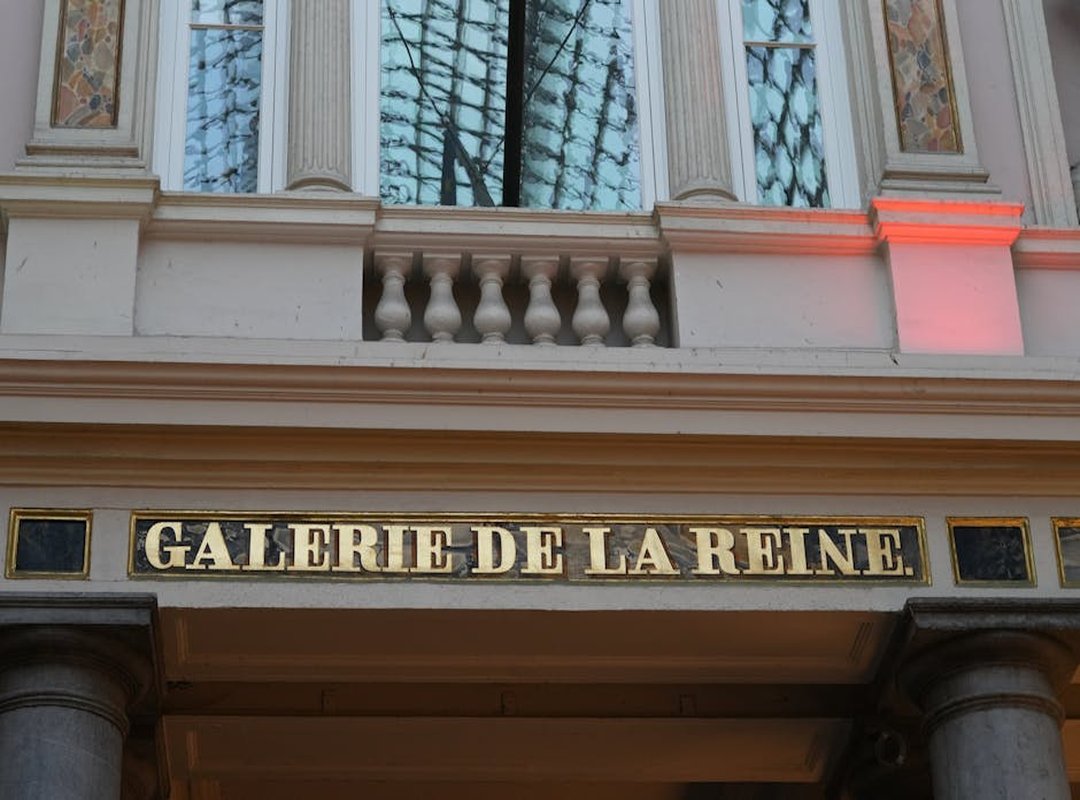 GALERIE DE LA REINE.